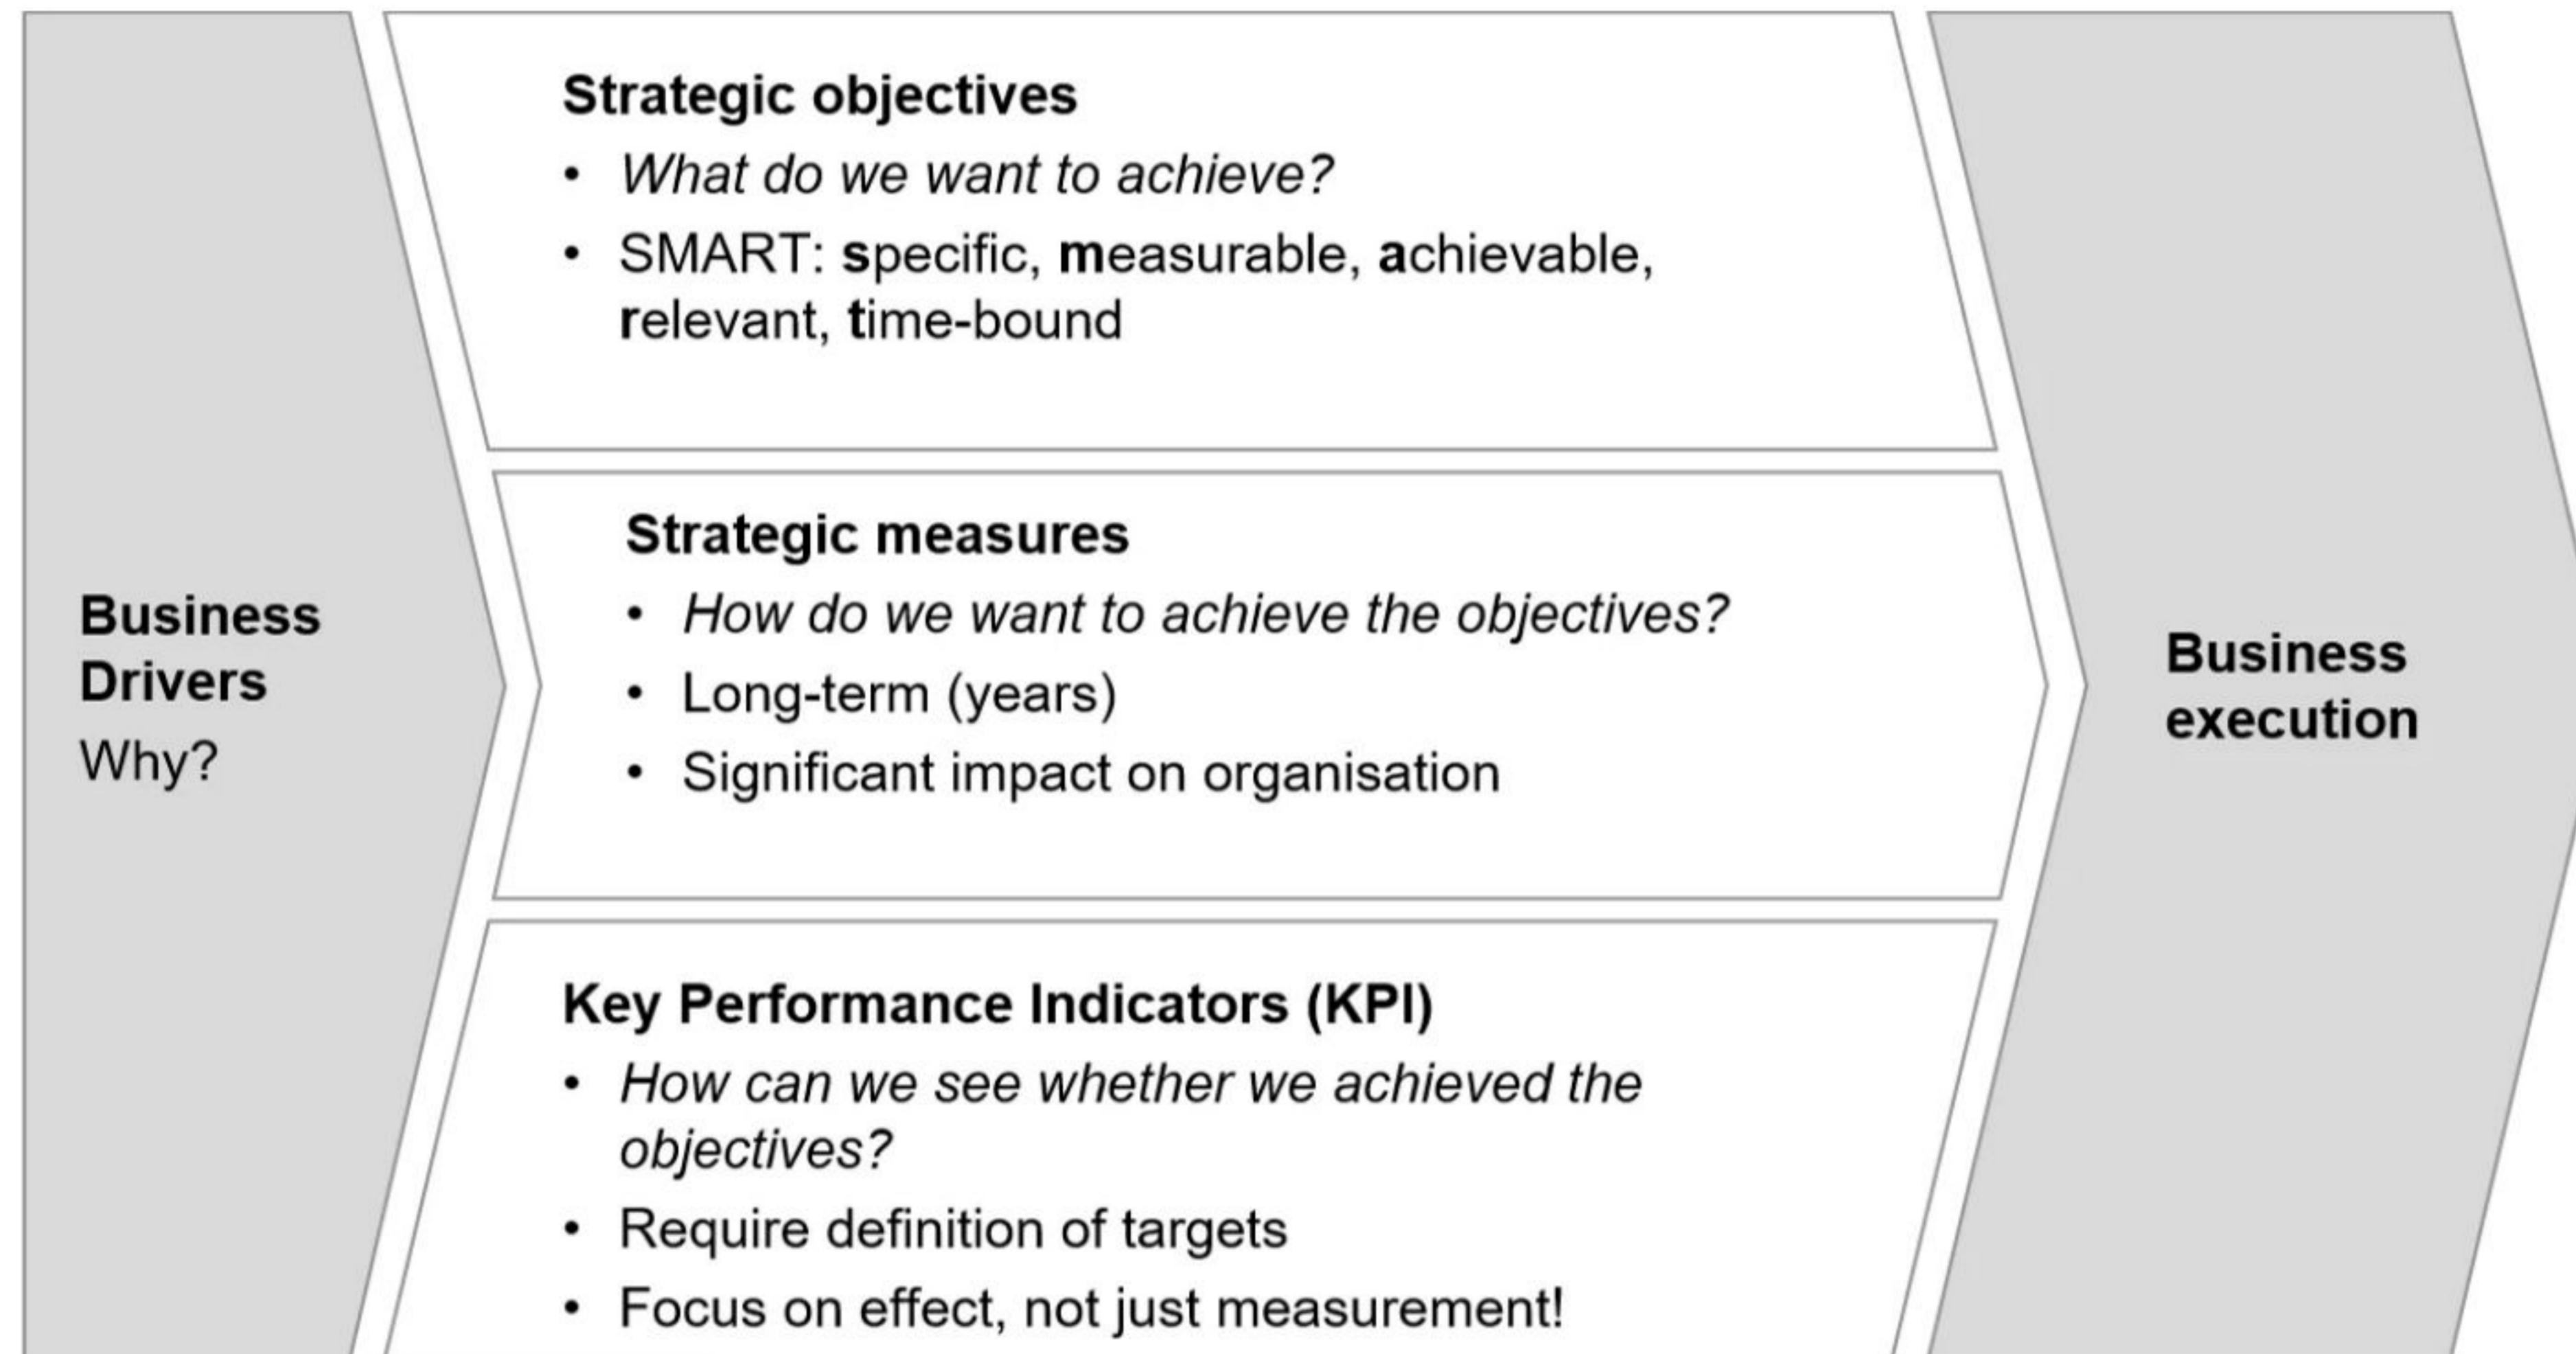 Business
Drivers
Why?
Strategic objectives
• What do we want to achieve?
• SMART: specific, measurable, achievable,
relevant, time-bound
Strategic measures
• How do we want to achieve the objectives?
• Long-term (years)
• Significant impact on organisation
Key Performance Indicators (KPI)
• How can we see whether we achieved the
objectives?
• Require definition of targets
• Focus on effect, not just measurement!
Business
execution